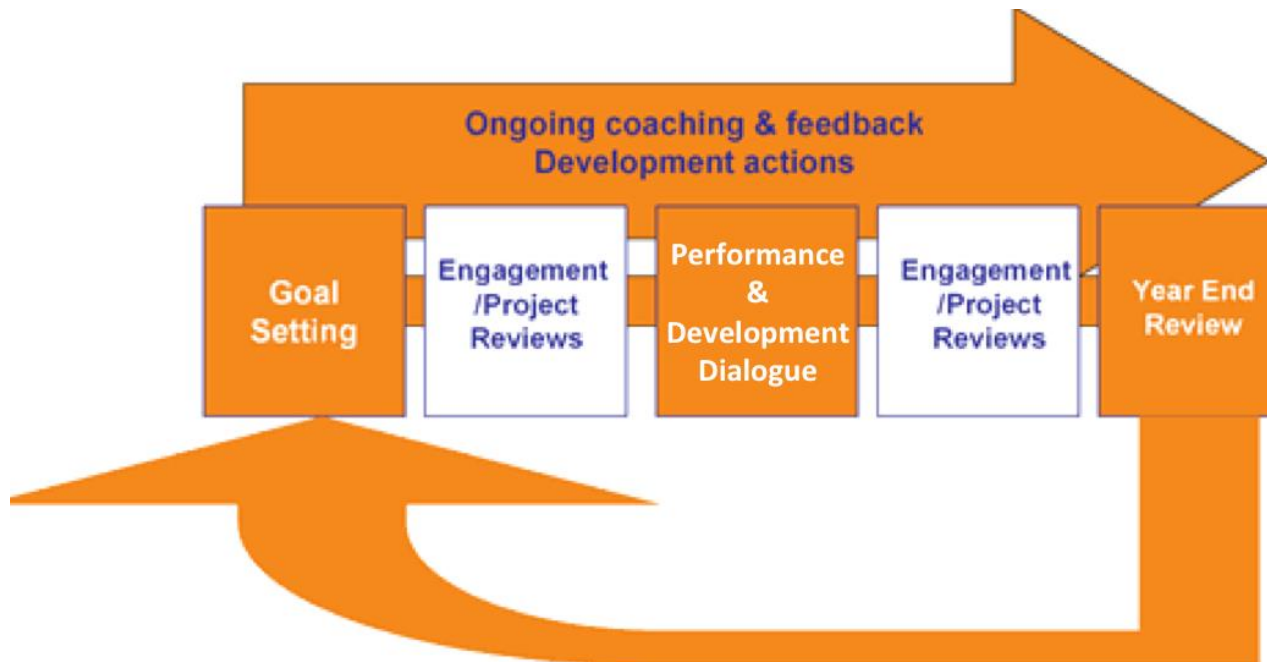 Ongoing coaching & feedback
Development actions
Goal
Setting
Engagement
/Project
Reviews
Performance
&
Development
Dialogue
Engagement
/Project
Reviews
Year End
Review